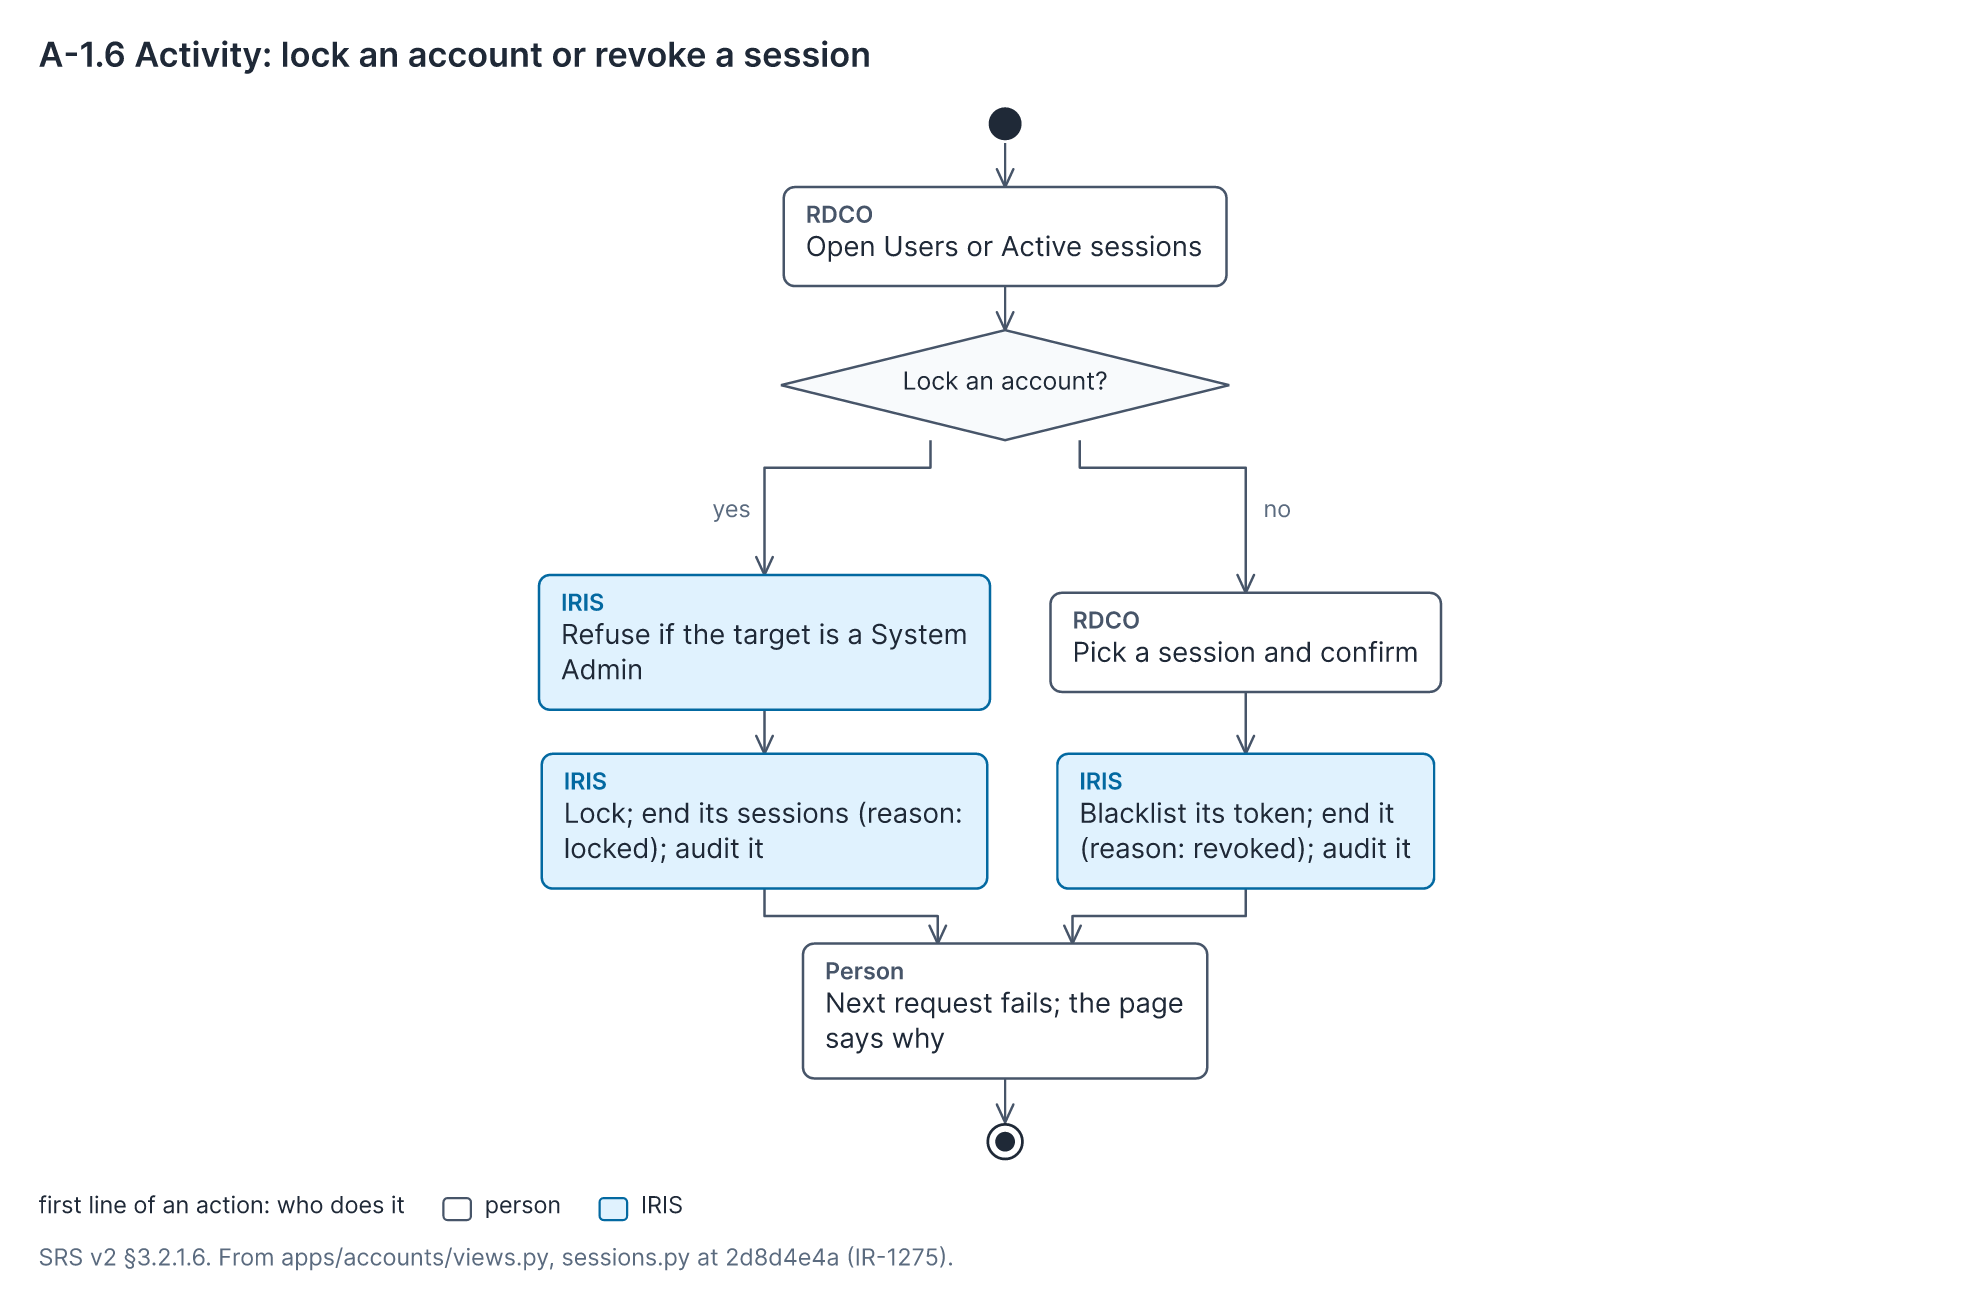 A-1.6 Activity: lock an account or revoke a session
RDCO
Open Users or Active sessions
Lock an account?
yes
no
IRIS
Refuse if the target is a System
Admin
RDCO
Pick a session and confirm
IRIS
Lock; end its sessions (reason:
locked); audit it
IRIS
Blacklist its token; end it
(reason: revoked); audit it
Person
Next request fails; the page
says why
first line of an action: who does it
person
IRIS
SRS v2 §3.2.1.6. From apps/accounts/views.py, sessions.py at 2d8d4e4a (IR-1275).